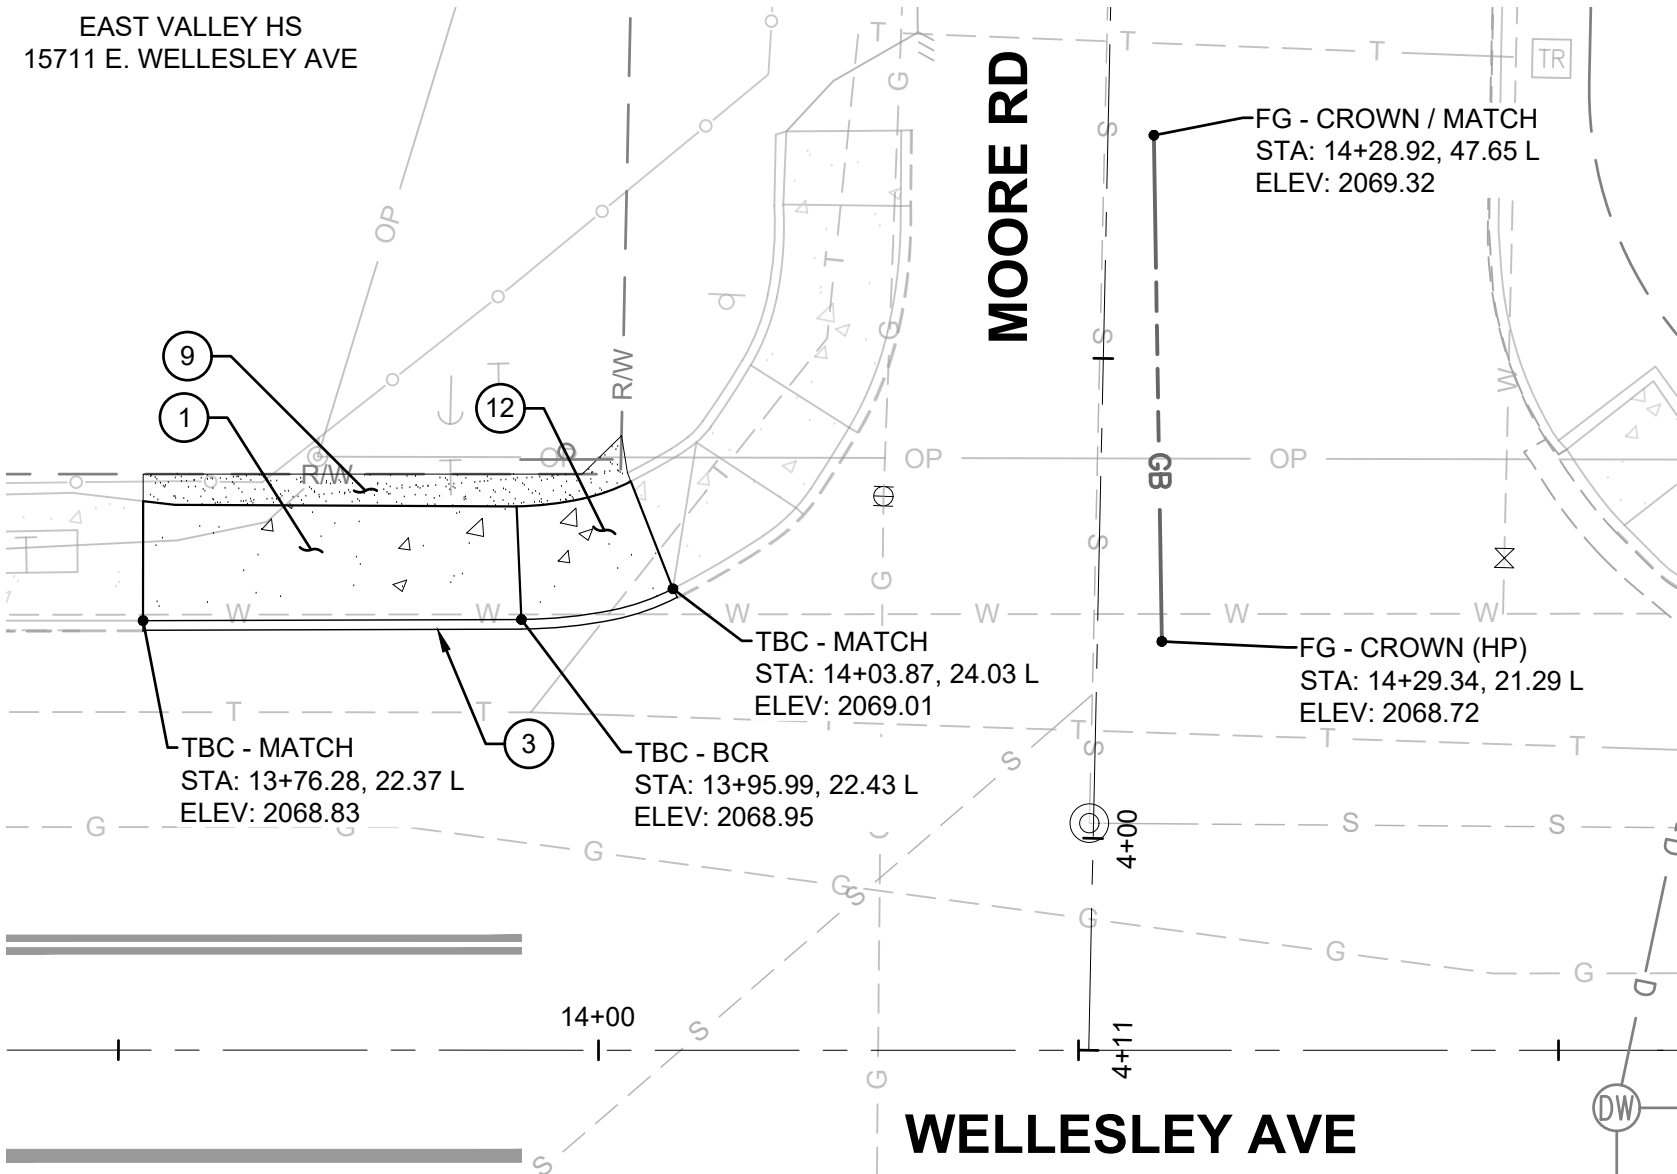 EAST VALLEY HS
15711 E. WELLESLEY AVE
MOORE RD
TR
FG - CROWN / MATCH
STA: 14+28.92, 47.65 L
ELEV: 2069.32
OP
T
T
T
T
G
S
R/W
9
1
12
T
S
G
W
R/W
OP
T
T
OP
GB
OP
T
S
G
W
W
W
W
W
W
TBC - MATCH
STA: 14+03.87, 24.03 L
ELEV: 2069.01
FG - CROWN (HP)
STA: 14+29.34, 21.29 L
ELEV: 2068.72
T
T
T
T
T
3
TBC - MATCH
STA: 13+76.28, 22.37 L
ELEV: 2068.83
TBC - BCR
STA: 13+95.99, 22.43 L
ELEV: 2068.95
S
S
G
G
G
S
S
4+00
D
G
S
G
G
G
D
14+00
S
4+11
G
DW
WELLESLEY AVE
S